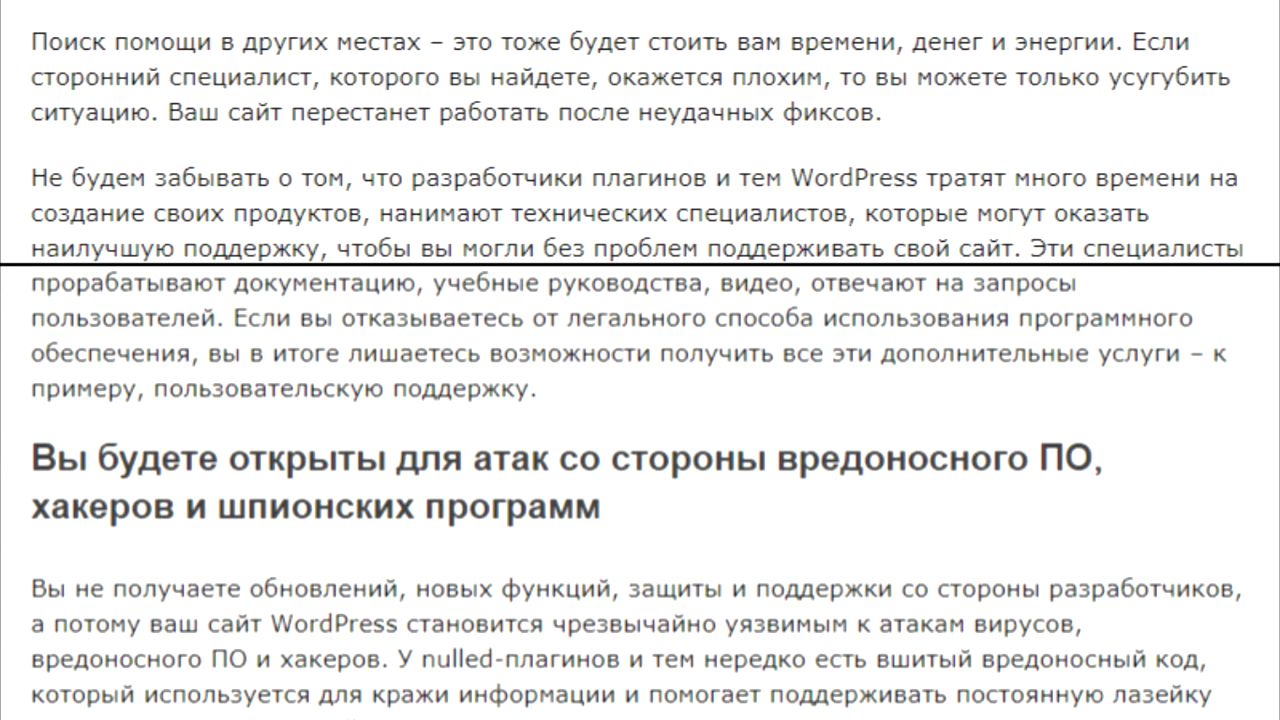 Поиск помощи в других местах – это тоже будет стоить вам времени, денег и энергии. Если
сторонний специалист, которого вы найдете, окажется плохим, то вы можете только усугубить
ситуацию. Ваш сайт перестанет работать после неудачных фиксов.
Не будем забывать о том, что разработчики плагинов и тем WordPress тратят много времени на
создание своих продуктов, нанимают технических специалистов, которые могут оказать
наилучшую поддержку, чтобы вы могли без проблем поддерживать свой сайт. Эти специалисты
прорабатывают документацию, учебные руководства, видео, отвечают на запросы
пользователей. Если вы отказываетесь от легального способа использования программного
обеспечения, вы в итоге лишаетесь возможности получить все эти дополнительные услуги – к
примеру, пользовательскую поддержку.
Вы будете открыты для атак со стороны вредоносного ПО,
хакеров и шпионских программ
Вы не получаете обновлений, новых функций, защиты и поддержки со стороны разработчиков,
а потому ваш сайт WordPress становится чрезвычайно уязвимым к атакам вирусов,
вредоносного ПО и хакеров. У nulled-плагинов и тем нередко есть вшитый вредоносный код,
который используется для кражи информации и помогает поддерживать постоянную лазейку